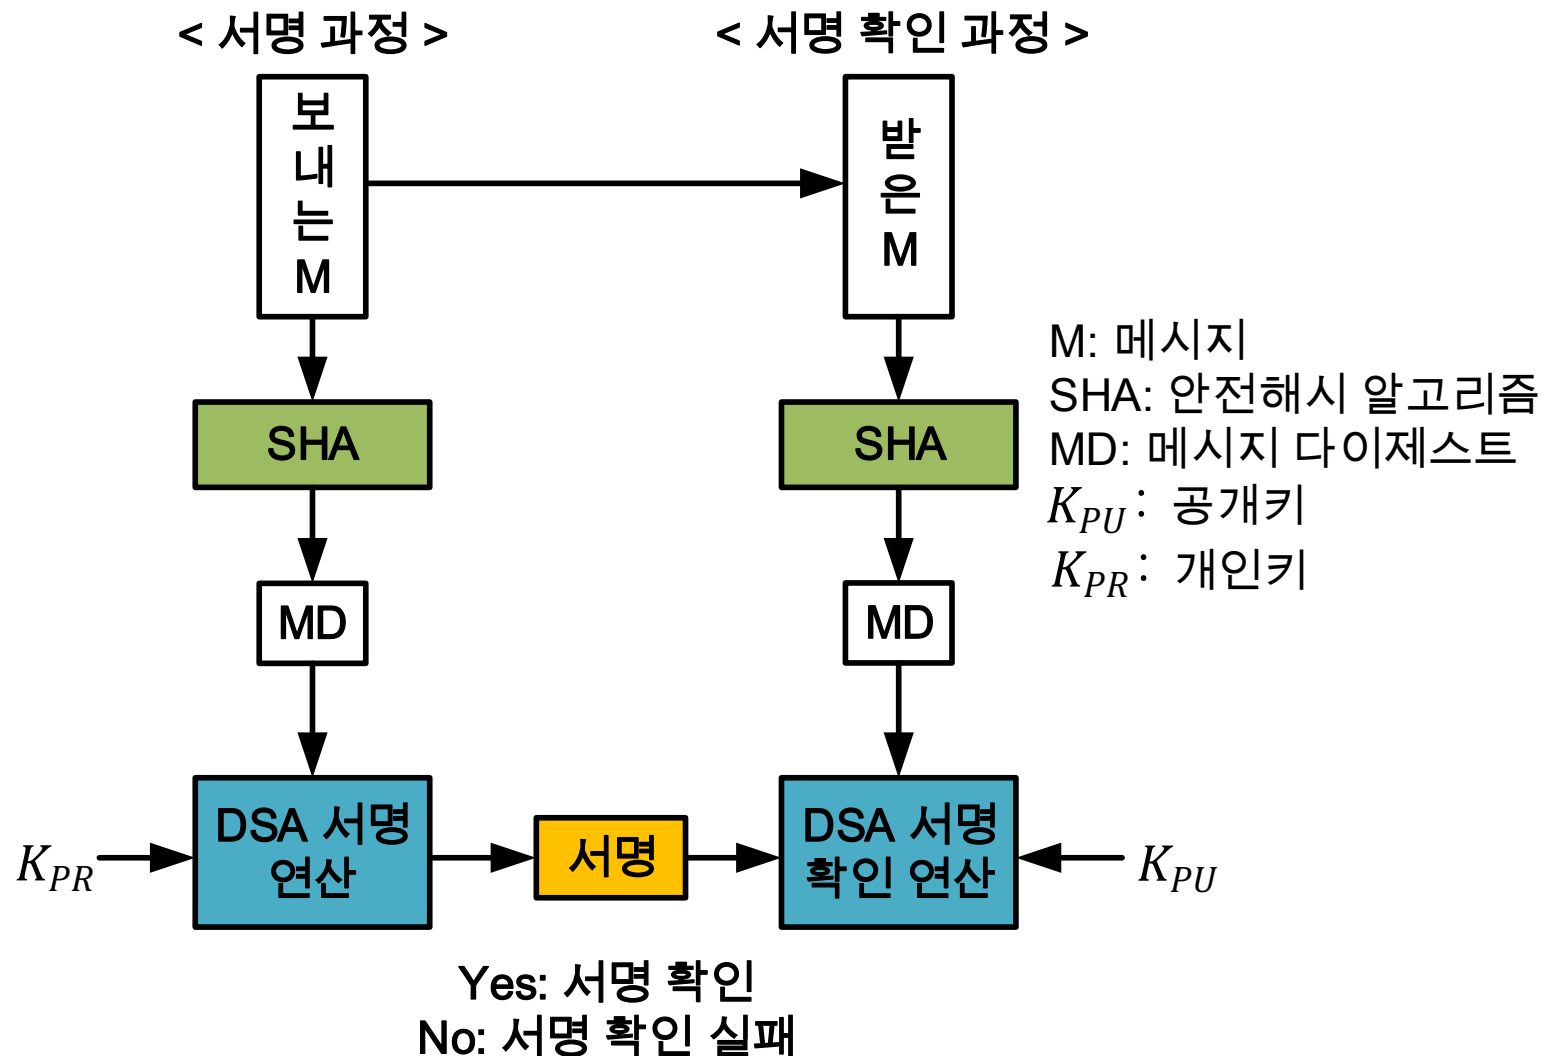 < 서명 과정 >
< 서명 확인 과정 >
보
내
는
M
받
은
M
SHA
SHA
M: 메시지
SHA: 안전해시 알고리즘
MD: 메시지 다이제스트
K_PU : 공개키
K_PR : 개인키
MD
MD
K_PR
DSA 서명
연산
서명
DSA 서명
확인 연산
K_PU
Yes: 서명 확인
No: 서명 확인 실패